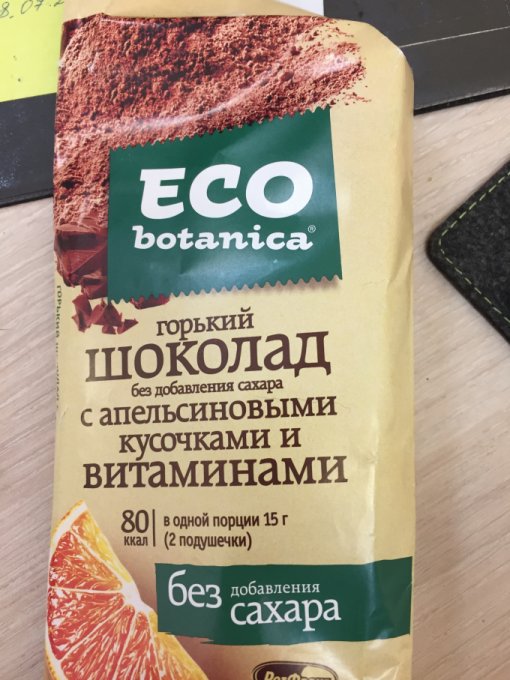 ECO
botanica®
горький
шоколад
без добавления сахара
с апельсиновыми
кусочками и
витаминами
80 ккал
в одной порции 15 г
(2 подушечки)
без добавления
сахара